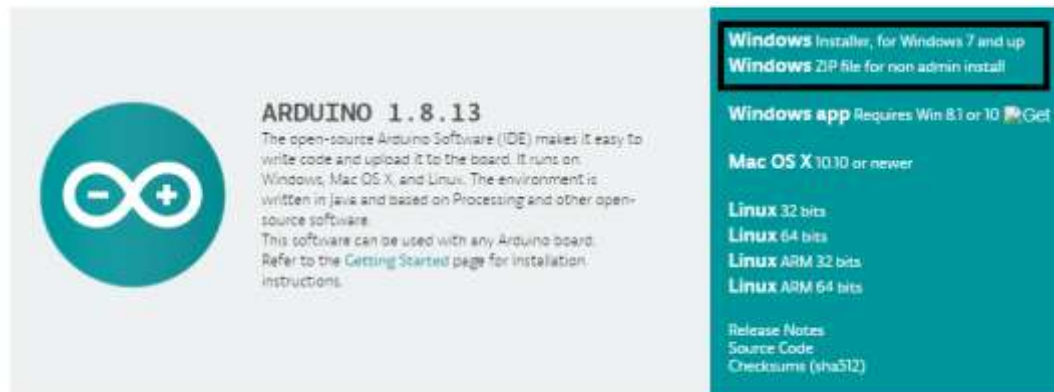 ARDUINO 1.8.13
The open-source Arduino Software (IDE) makes it easy to
write code and upload it to the board. It runs on
Windows, Mac OS X, and Linux. The environment is
written in Java and based on Processing and other open-
source software.
This software can be used with any Arduino board.
Refer to the Getting Started page for installation
instructions.
Windows Installer, for Windows 7 and up
Windows ZIP file for non admin install
Windows app Requires Win 8.1 or 10 Get
Mac OS X 10.10 or newer
Linux 32 bits
Linux 64 bits
Linux ARM 32 bits
Linux ARM 64 bits
Release Notes
Source Code
Checksums (sha512)